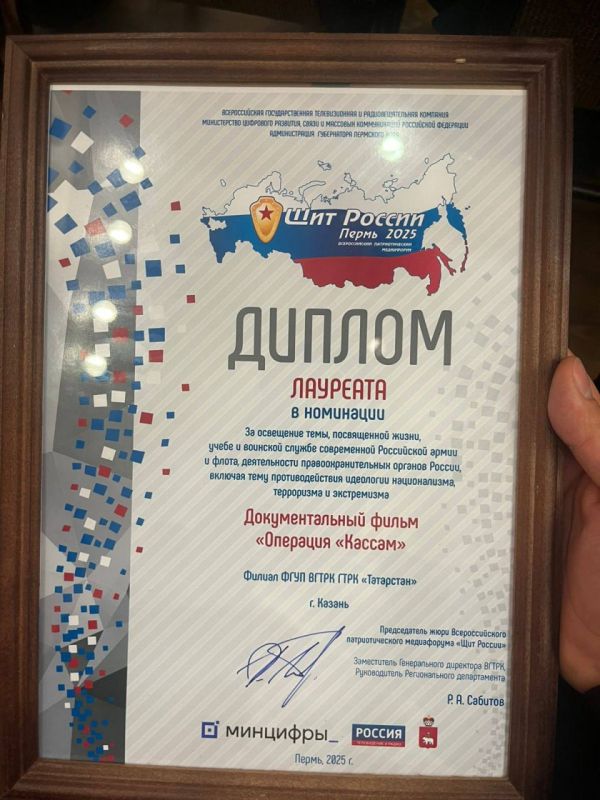 ВСЕРОССИЙСКАЯ ГОСУДАРСТВЕННАЯ ТЕЛЕВИЗИОННАЯ И РАДИОВЕЩАТЕЛЬНАЯ КОМПАНИЯ
МИНИСТЕРСТВО ЦИФРОВОГО РАЗВИТИЯ, СВЯЗИ И МАССОВЫХ КОММУНИКАЦИЙ РОССИЙСКОЙ ФЕДЕРАЦИИ
АДМИНИСТРАЦИЯ ГУБЕРНАТОРА ПЕРМСКОГО КРАЯ
Щит России
Пермь 2025
ВСЕРОССИЙСКИЙ ПАТРИОТИЧЕСКИЙ
МЕДИАФОРУМ
ДИПЛОМ
ЛАУРЕАТА
в номинации
За освещение темы, посвященной жизни,
учебе и воинской службе современной Российской армии
и флота, деятельности правоохранительных органов России,
включая тему противодействия идеологии национализма,
терроризма и экстремизма
Документальный фильм
«Операция «Кассам»
Филиал ФГУП ВГТРК ГТРК «Татарстан»
г. Казань
Председатель жюри Всероссийского
патриотического медиафорума «Щит России»
Заместитель Генерального директора ВГТРК,
Руководитель Регионального департамента
Р. А. Сабитов
минцифры_
РОССИЯ
ТЕЛЕВИДЕНИЕ И РАДИО
Пермь, 2025 г.